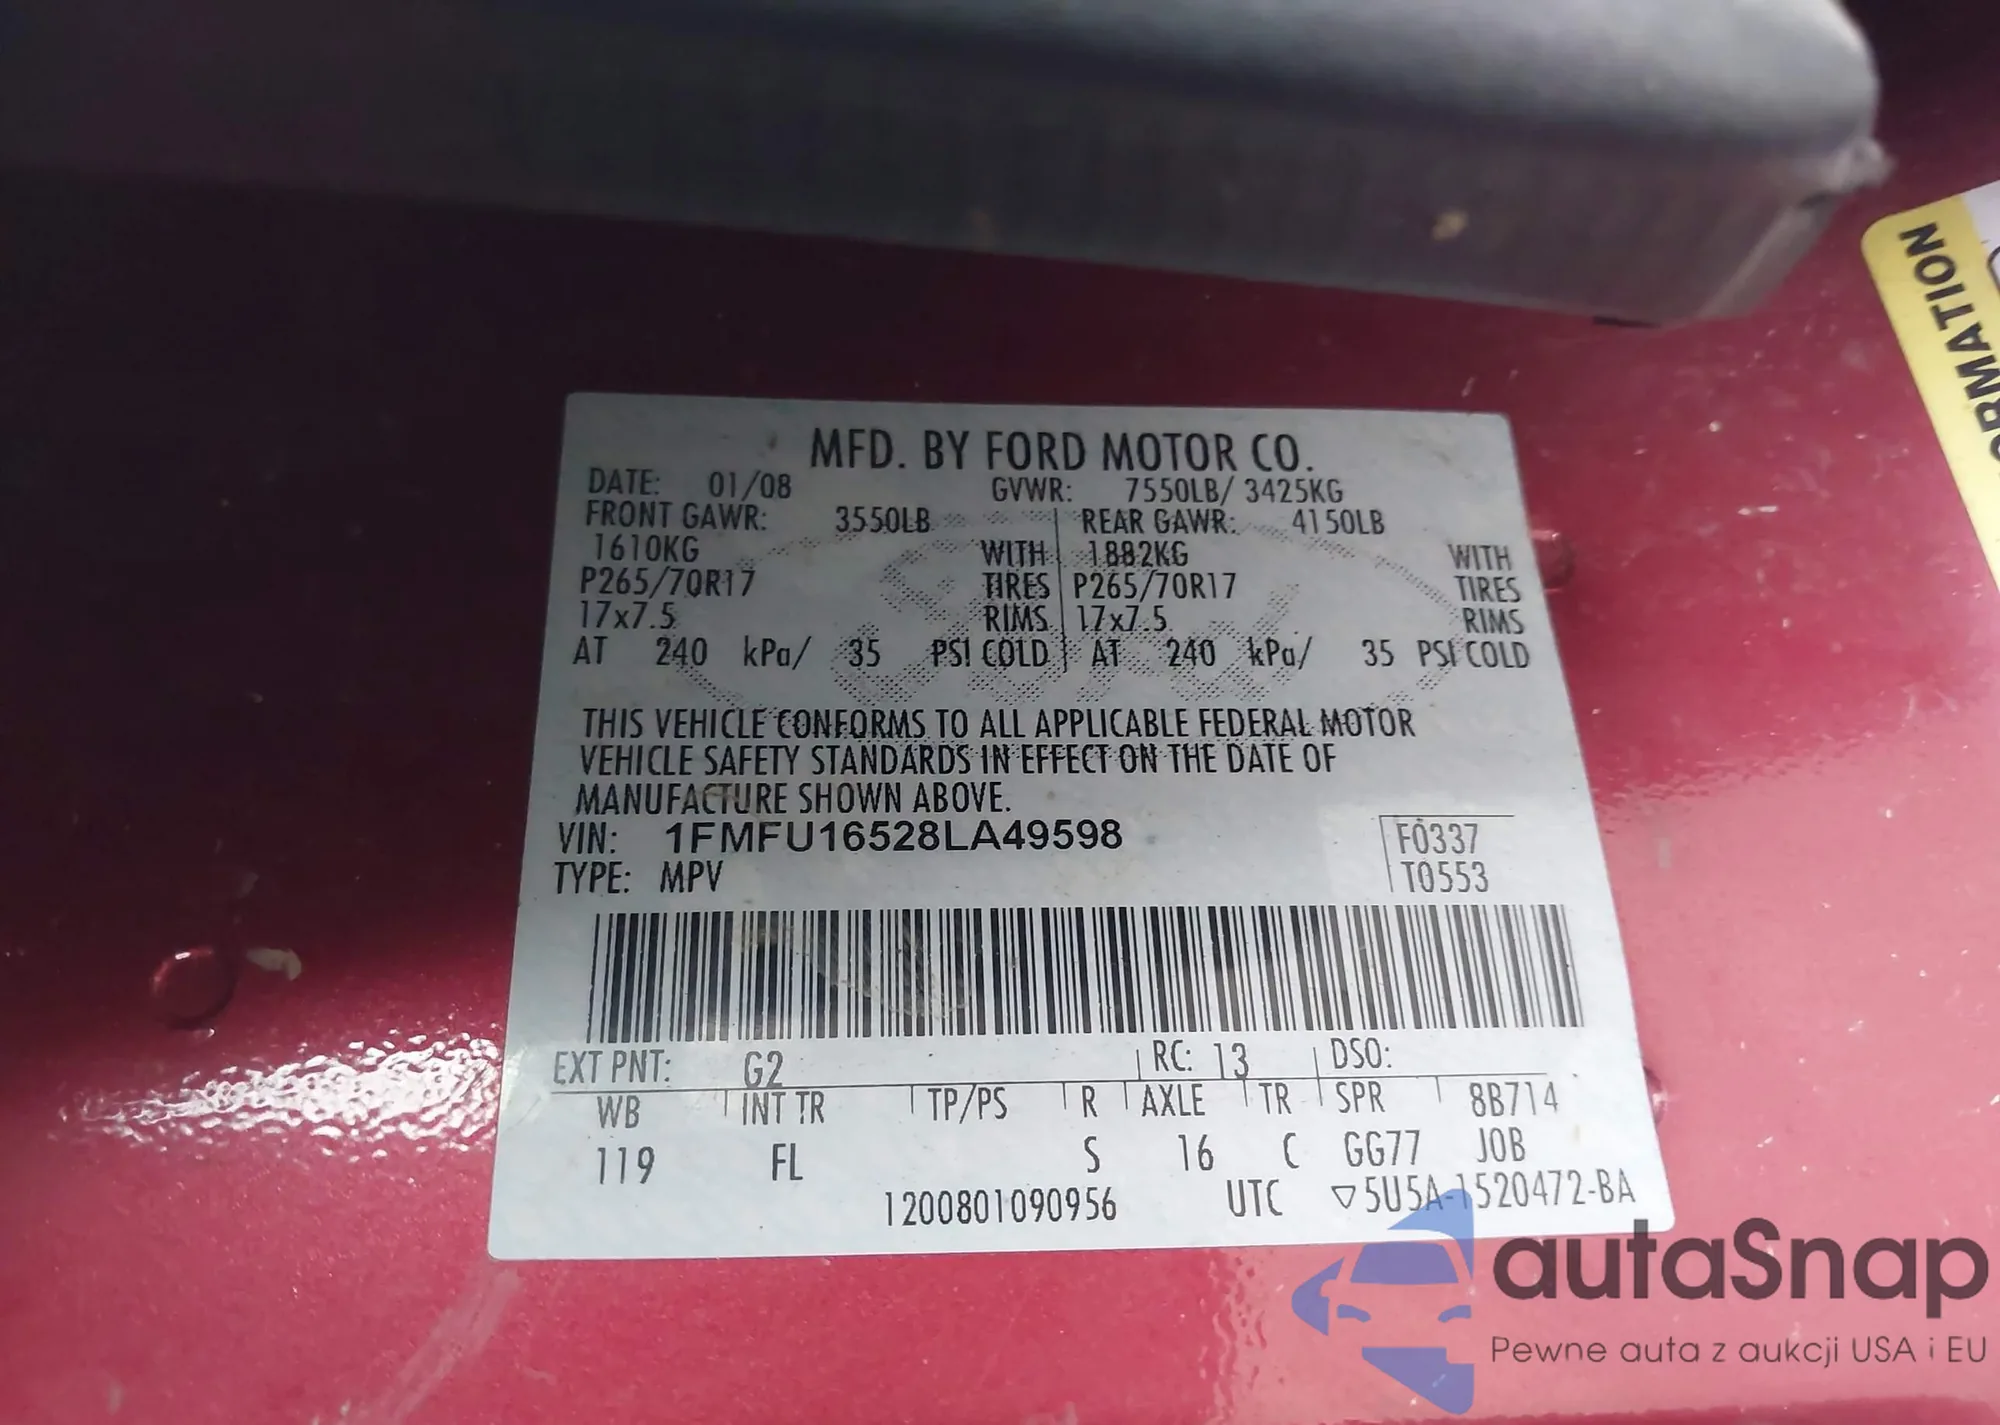 MFD. BY FORD MOTOR CO.
DATE: 01/08 GVWR: 7550LB/ 3425KG
FRONT GAWR: 3550LB REAR GAWR: 4150LB
1610KG WITH 1882KG WITH
P265/70R17 TIRES P265/70R17 TIRES
17x7.5 RIMS 17x7.5 RIMS
AT 240 kPa/ 35 PSI COLD AT 240 kPa/ 35 PSI COLD
THIS VEHICLE CONFORMS TO ALL APPLICABLE FEDERAL MOTOR
VEHICLE SAFETY STANDARDS IN EFFECT ON THE DATE OF
MANUFACTURE SHOWN ABOVE.
VIN: 1FMFU16528LA49598 F0337
TYPE: MPV T0553
EXT PNT: G2 RC: 13 DSO:
WB INT TR TP/PS R AXLE TR SPR 8B714
119 FL S 16 C GG77 JOB
1200801090956 UTC ▽5U5A-1520472-BA
autaSnap
Pewne auta z aukcji USA i EU